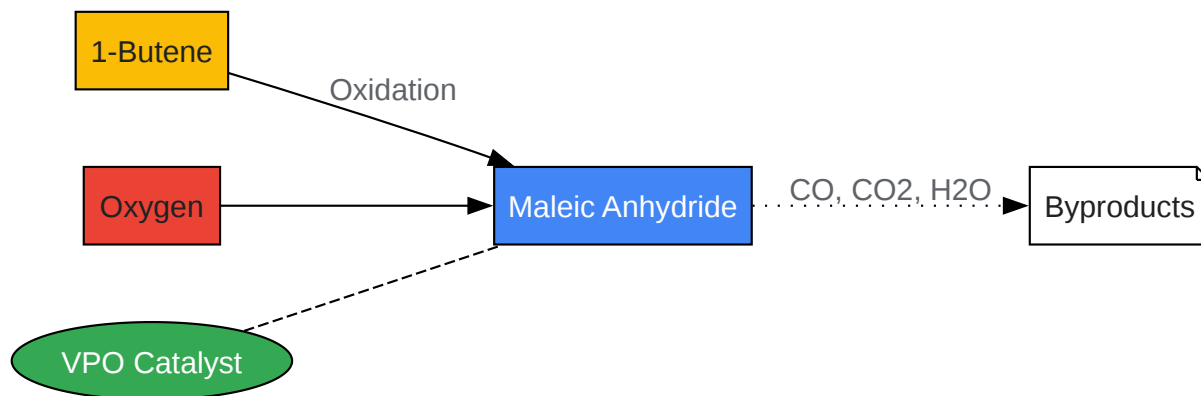 1-Butene
Oxidation
Oxygen
Maleic Anhydride
CO, CO2, H2O
Byproducts
VPO Catalyst